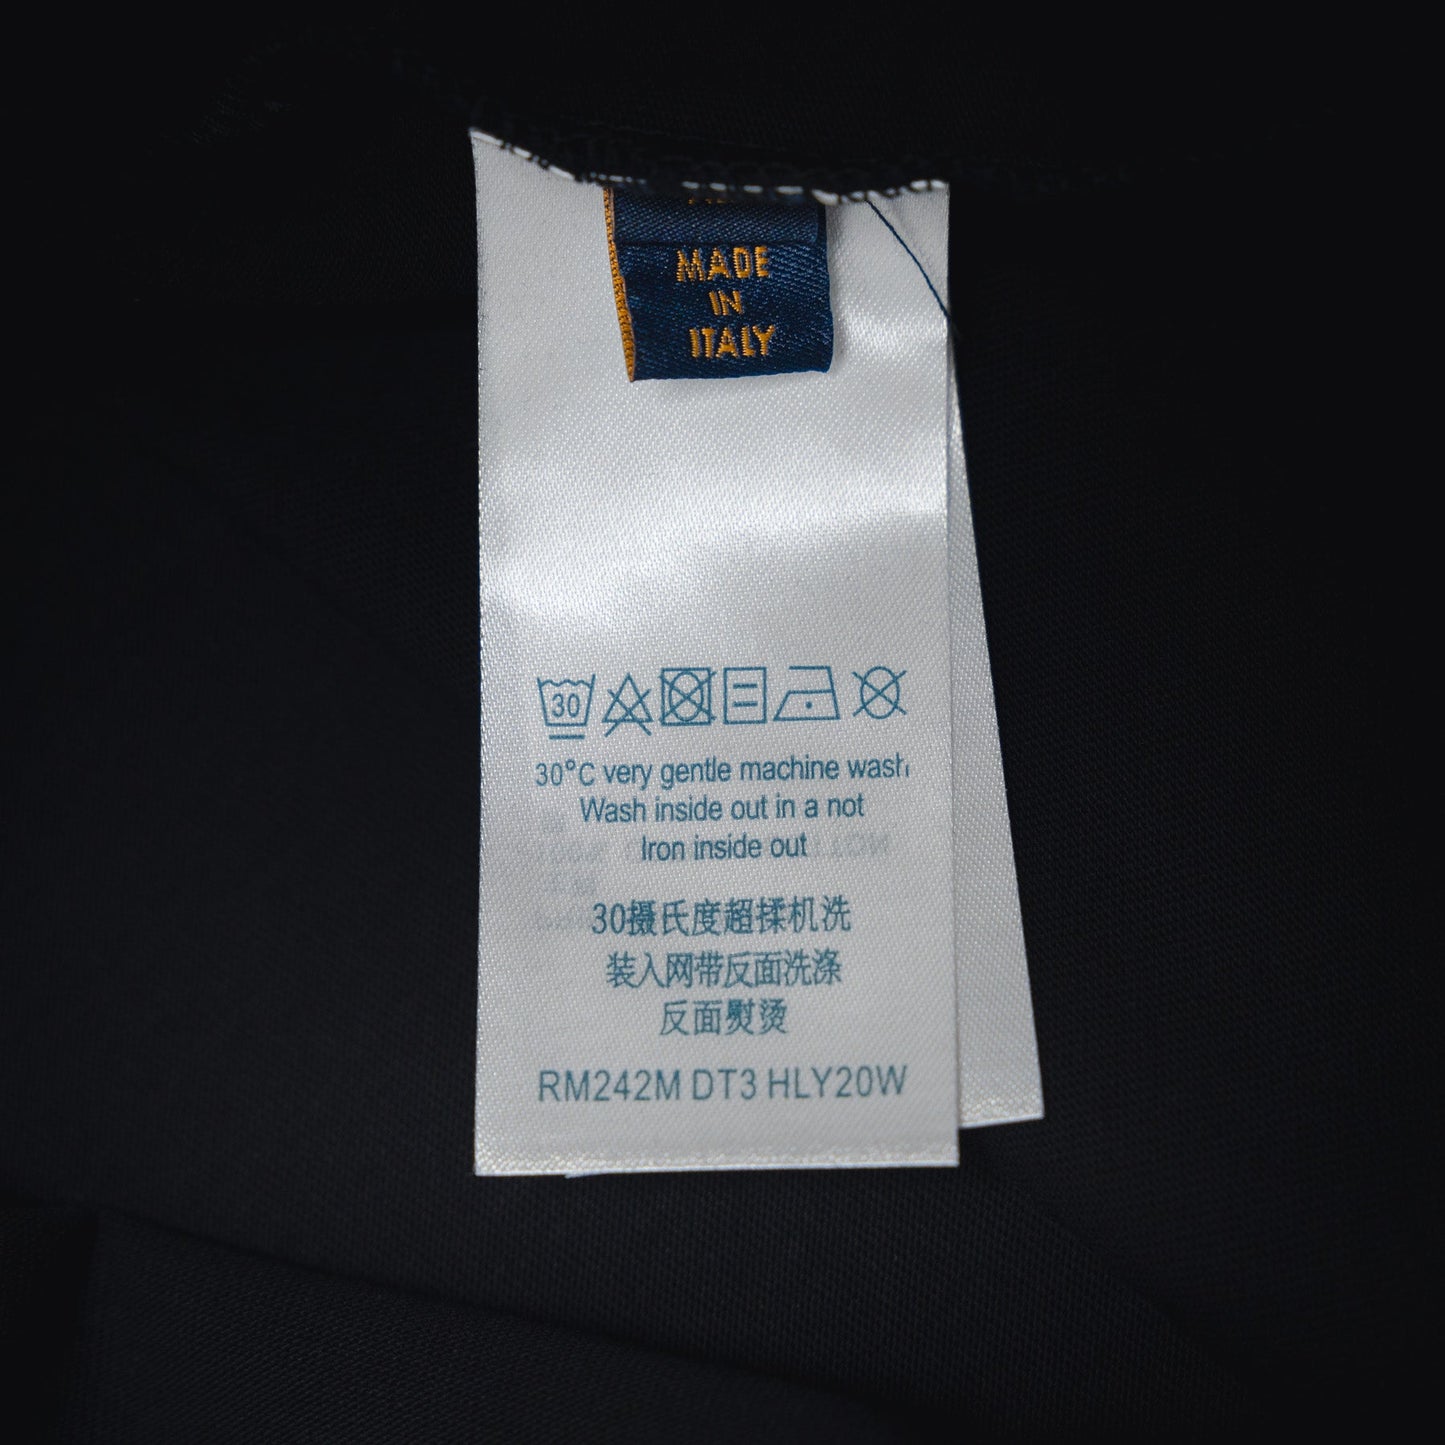 MADE
IN
ITALY
30
30°C very gentle machine wash
Wash inside out in a not
Iron inside out
30摄氏度超揉机洗
装入网带反面洗涤
反面熨烫
RM242M DT3 HLY20W